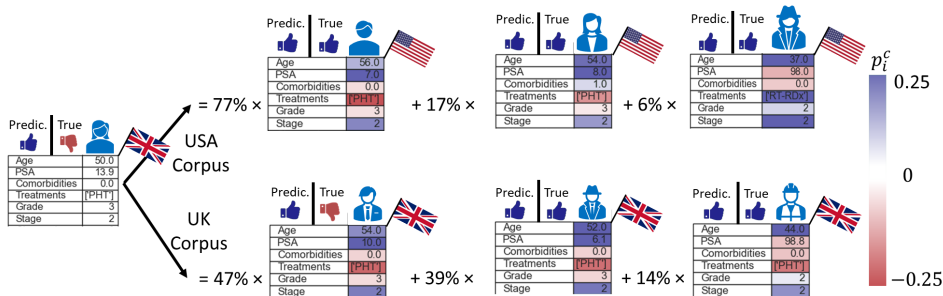 Predic. True
Age 50.0
PSA 13.9
Comorbidities 0.0
Treatments ['PHT']
Grade 3
Stage 2
USA
Corpus
= 77% ×
Predic. True
Age 56.0
PSA 7.0
Comorbidities 0.0
Treatments ['PHT']
Grade 3
Stage 2
+ 17% ×
Predic. True
Age 54.0
PSA 8.0
Comorbidities 1.0
Treatments ['PHT']
Grade 3
Stage 2
+ 6% ×
Predic. True
Age 37.0
PSA 98.0
Comorbidities 0.0
Treatments ['RT-RDx']
Grade 2
Stage 2
UK
Corpus
= 47% ×
Predic. True
Age 54.0
PSA 10.0
Comorbidities 0.0
Treatments ['PHT']
Grade 3
Stage 2
+ 39% ×
Predic. True
Age 52.0
PSA 6.1
Comorbidities 0.0
Treatments ['PHT']
Grade 3
Stage 2
+ 14% ×
Predic. True
Age 44.0
PSA 98.8
Comorbidities 0.0
Treatments ['PHT']
Grade 2
Stage 2
p_i^c
0.25
0
−0.25